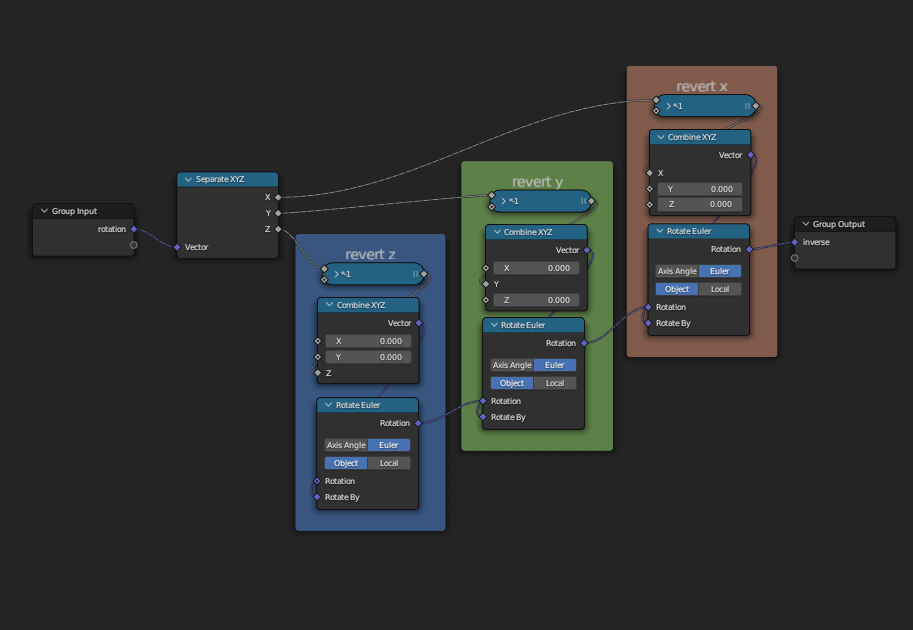 Group Input
rotation
Separate XYZ
X
Y
Z
Vector
revert z
*-1
Combine XYZ
Vector
X 0.000
Y 0.000
Z
Rotate Euler
Rotation
Axis Angle Euler
Object Local
Rotation
Rotate By
revert y
*-1
Combine XYZ
Vector
X 0.000
Y
Z 0.000
Rotate Euler
Rotation
Axis Angle Euler
Object Local
Rotation
Rotate By
revert x
*-1
Combine XYZ
Vector
X
Y 0.000
Z 0.000
Rotate Euler
Rotation
Axis Angle Euler
Object Local
Rotation
Rotate By
Group Output
inverse